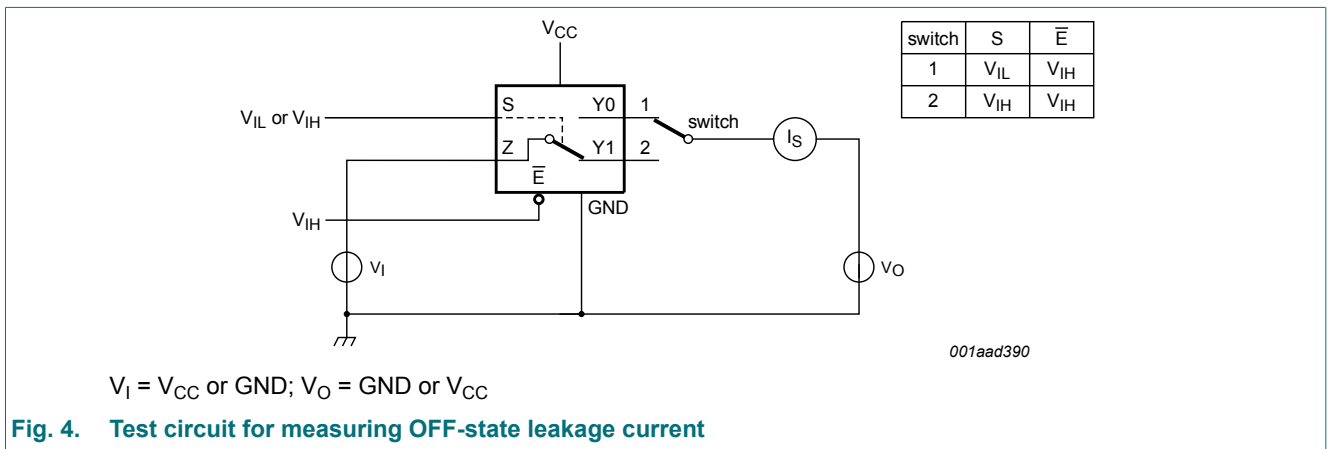 V_CC
switch S E̅
1 V_IL V_IH
2 V_IH V_IH
S Y0 1
V_IL or V_IH
switch
I_S
Z Y1 2
E̅
GND
V_IH
V_I
V_O
001aad390
V_I = V_CC or GND; V_O = GND or V_CC
Fig. 4. Test circuit for measuring OFF-state leakage current